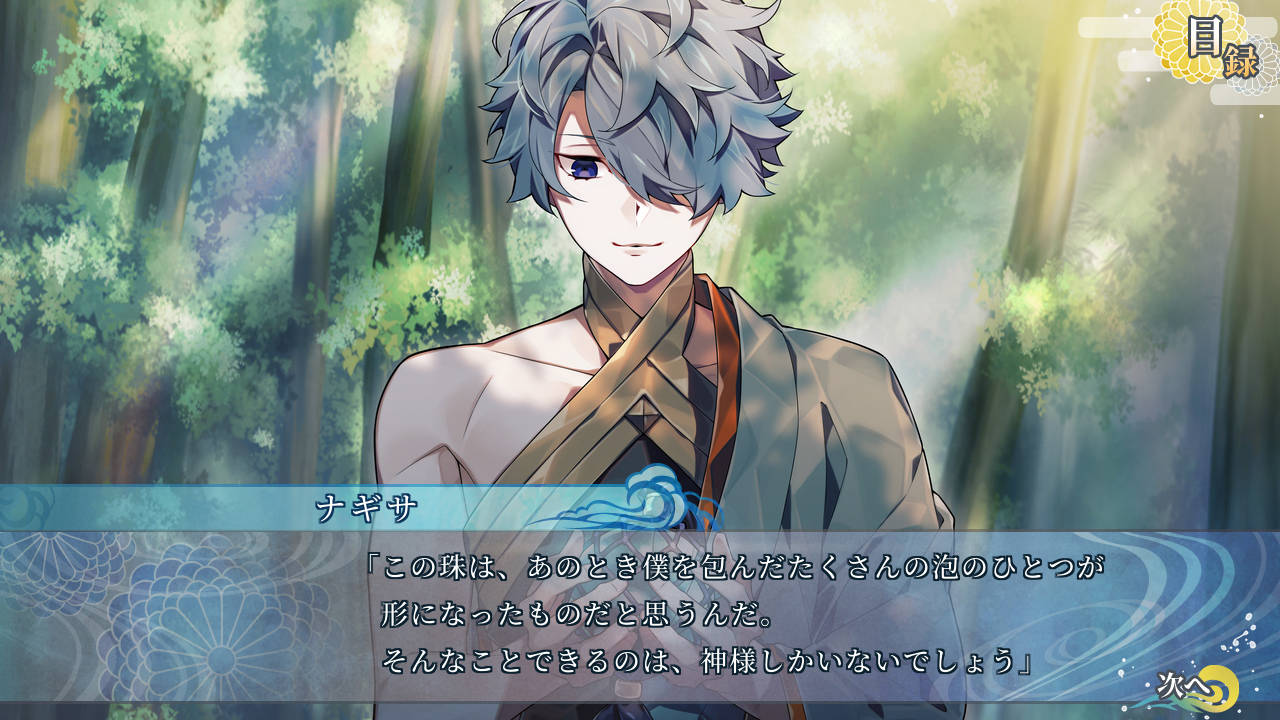 目録
ナギサ
「この珠は、あのとき僕を包んだたくさんの泡のひとつが
形になったものだと思うんだ。
そんなことできるのは、神様しかいないでしょう」
次へ